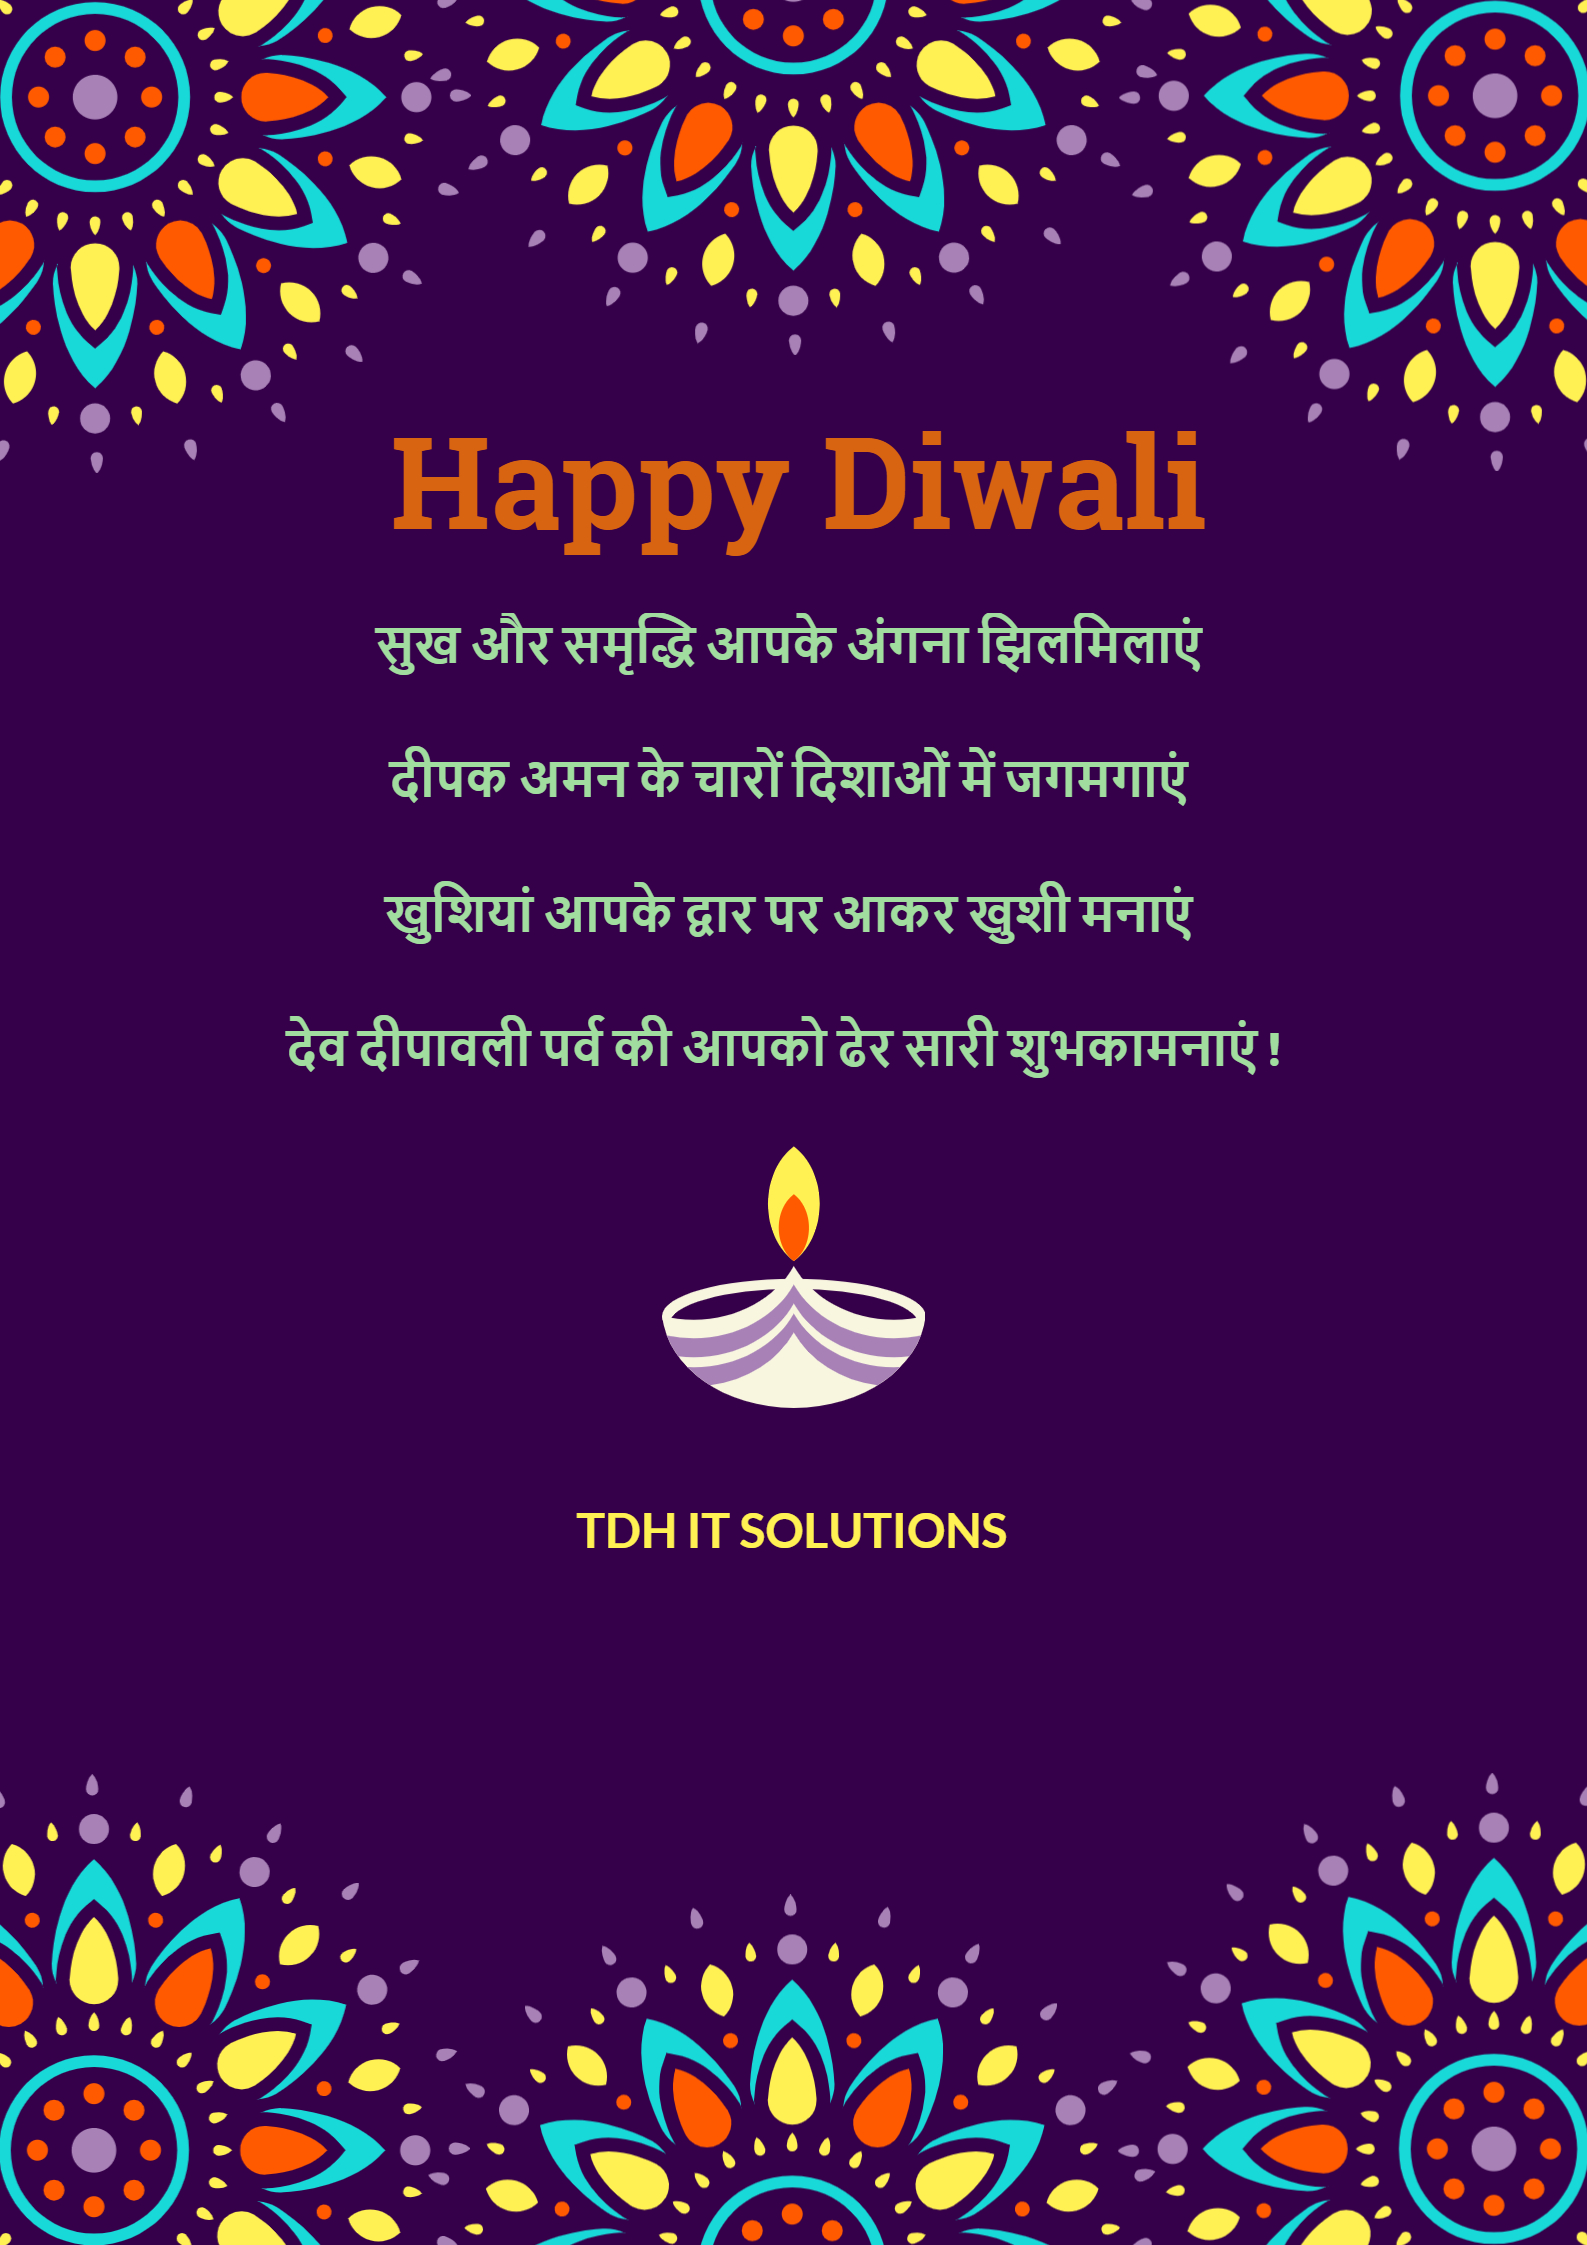 Happy Diwali
सुख और समृद्धि आपके अंगना झिलमिलाएं
दीपक अमन के चारों दिशाओं में जगमगाएं
खुशियां आपके द्वार पर आकर खुशी मनाएं
देव दीपावली पर्व की आपको ढेर सारी शुभकामनाएं !
TDH IT SOLUTIONS